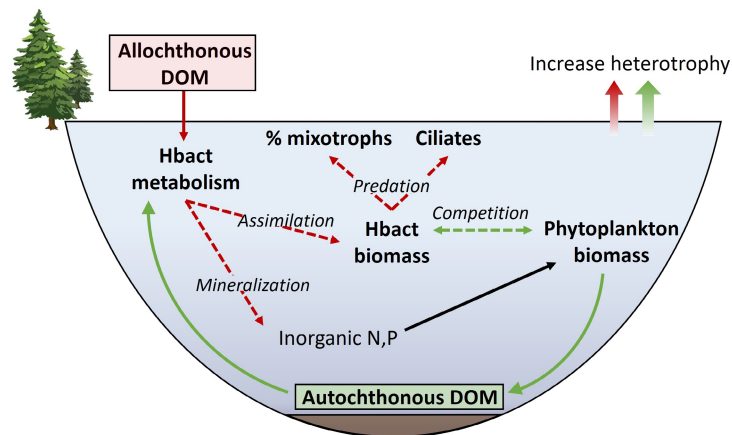 Allochthonous
DOM
Increase heterotrophy
% mixotrophs
Ciliates
Hbact
metabolism
Predation
Assimilation
Hbact
biomass
Competition
Phytoplankton
biomass
Mineralization
Inorganic N,P
Autochthonous DOM